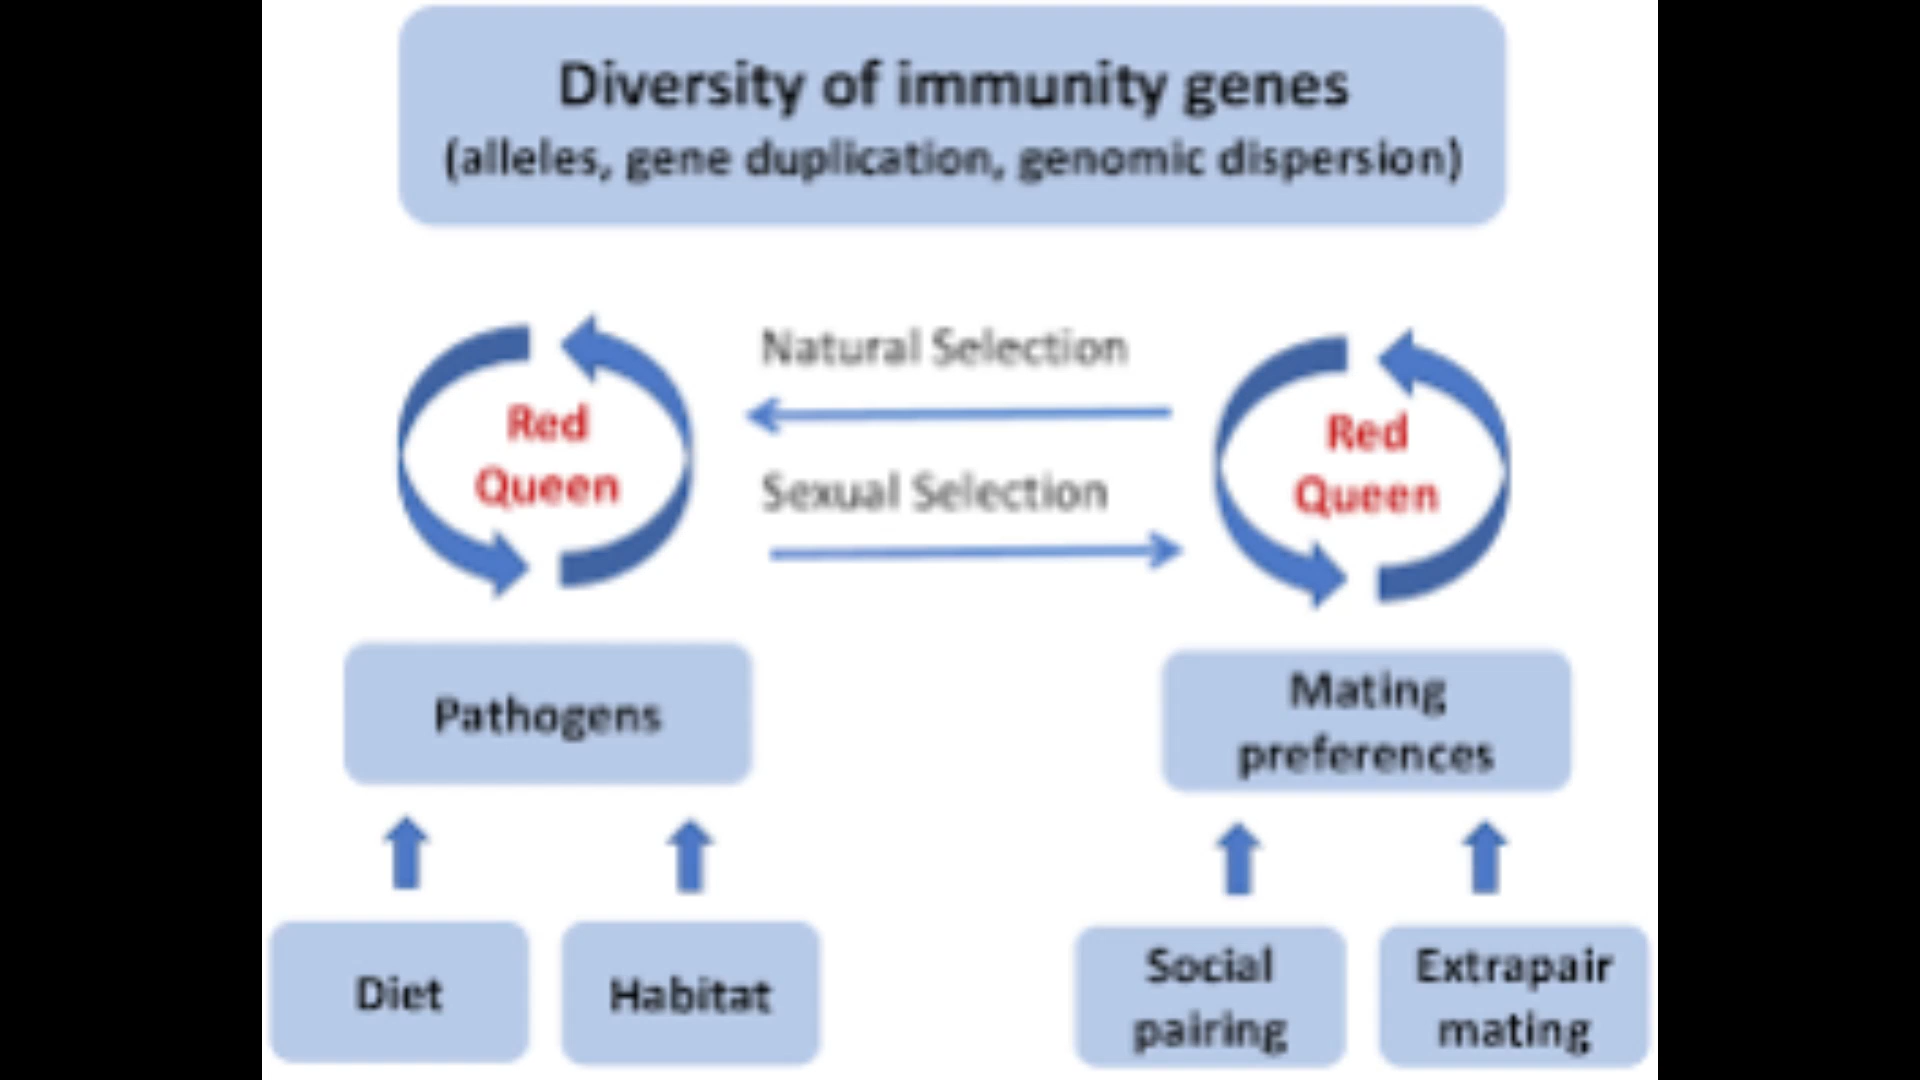 Diversity of immunity genes
(alleles, gene duplication, genomic dispersion)
Natural Selection
Red
Queen
Sexual Selection
Red
Queen
Pathogens
Mating
preferences
Diet
Habitat
Social
pairing
Extrapair
mating